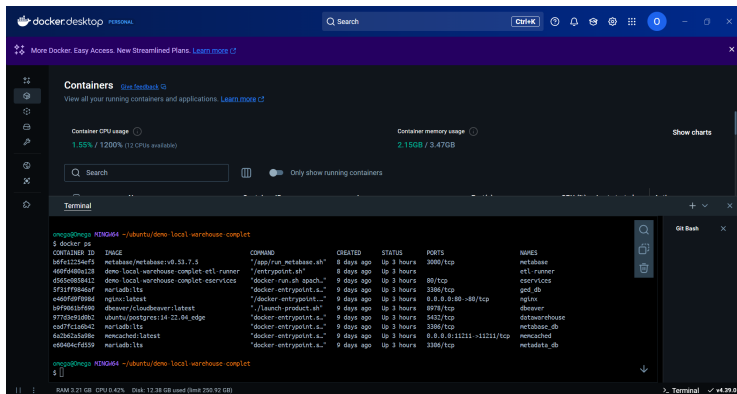 docker.desktop PERSONAL
Search Ctrl+K
O
More Docker. Easy Access. New Streamlined Plans. Learn more
Containers Give feedback
View all your running containers and applications. Learn more
Container CPU usage
1.55% / 1200% (12 CPUs available)
Container memory usage
2.15GB / 3.47GB
Show charts
Search
Only show running containers
Terminal
Git Bash
omega@Omega MINGW64 ~/ubuntu/demo-local-warehouse-complet
$ docker ps
CONTAINER ID IMAGE COMMAND CREATED STATUS PORTS NAMES
b6fe12254ef5 metabase/metabase:v0.53.7.5 "/app/run_metabase.sh" 8 days ago Up 3 hours 3000/tcp metabase
460fd480a128 demo-local-warehouse-complet-etl-runner "/entrypoint.sh" 8 days ago Up 3 hours etl-runner
d565e0858412 demo-local-warehouse-complet-eservices "docker-run.sh apach…" 9 days ago Up 3 hours 80/tcp eservices
5f31ff9846af mariadb:lts "docker-entrypoint.s…" 9 days ago Up 3 hours 3306/tcp ged_db
e460fd9f098d nginx:latest "/docker-entrypoint.…" 9 days ago Up 3 hours 0.0.0.0:80->80/tcp nginx
b9f9061bf690 dbeaver/cloudbeaver:latest "./launch-product.sh" 9 days ago Up 3 hours 8978/tcp dbeaver
977d3e91d0b2 ubuntu/postgres:14-22.04_edge "docker-entrypoint.s…" 9 days ago Up 3 hours 5432/tcp datawarehouse
ead7fc1a6b42 mariadb:lts "docker-entrypoint.s…" 9 days ago Up 3 hours 3306/tcp metabase_db
6a2b62a5a98e memcached:latest "docker-entrypoint.s…" 9 days ago Up 3 hours 0.0.0.0:11211->11211/tcp memcached
e60404cfd559 mariadb:lts "docker-entrypoint.s…" 9 days ago Up 3 hours 3306/tcp metadata_db
omega@Omega MINGW64 ~/ubuntu/demo-local-warehouse-complet
$
RAM 3.21 GB CPU 0.42% Disk: 12.38 GB used (limit 250.92 GB)
>_ Terminal v4.39.0